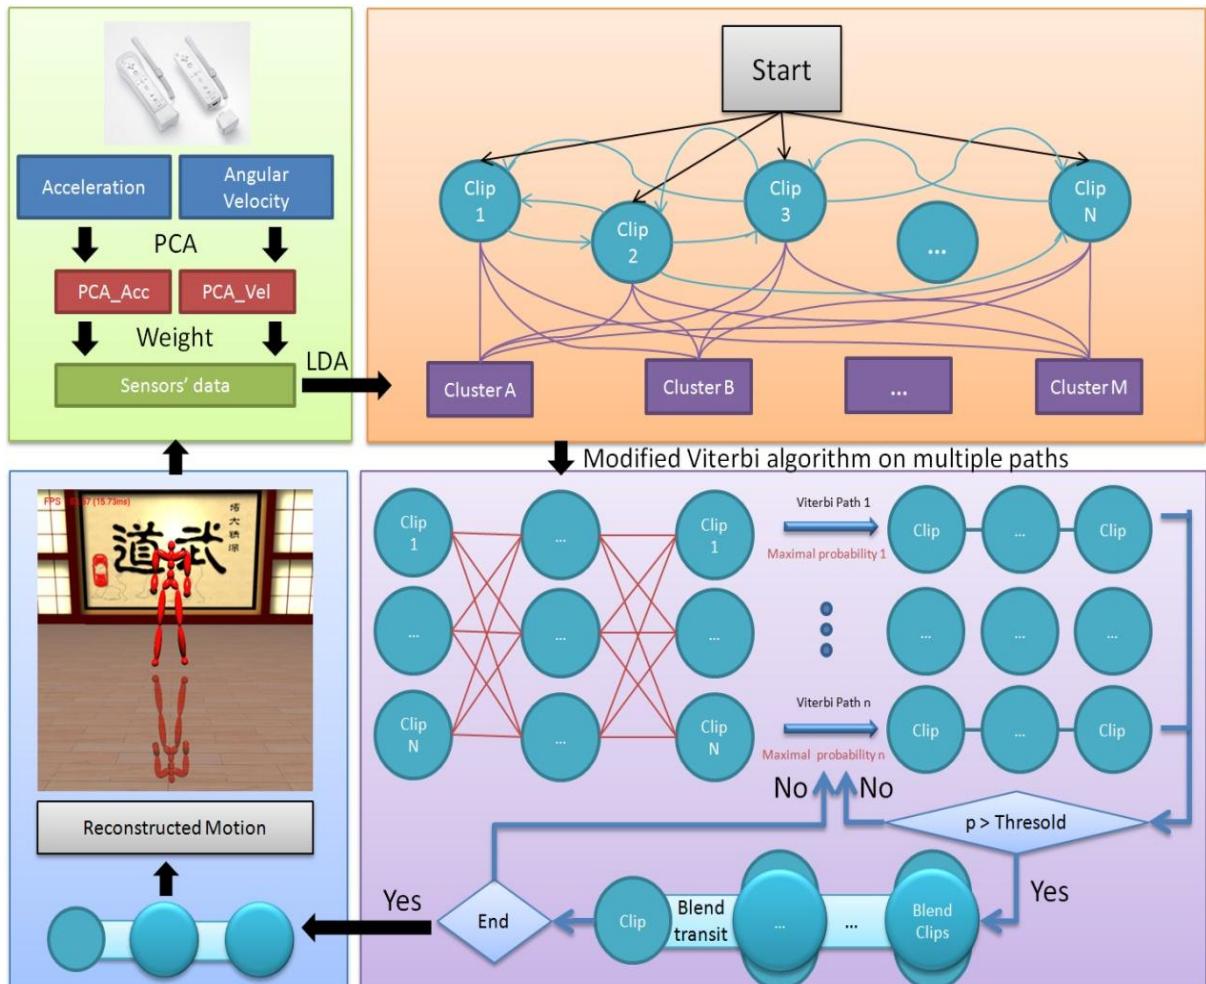 Acceleration
Angular
Velocity
PCA
PCA_Acc
PCA_Vel
Weight
Sensors' data
LDA
Start
Clip
1
Clip
2
Clip
3
...
Clip
N
Cluster A
Cluster B
...
Cluster M
Modified Viterbi algorithm on multiple paths
Clip
1
...
Clip
1
...
...
...
Clip
N
...
Clip
N
Viterbi Path 1
Maximal probability 1
Viterbi Path n
Maximal probability n
Clip
...
Clip
...
...
...
Clip
...
Clip
No
No
p > Thresold
Yes
Blend
Clips
...
...
Blend
transit
Clip
End
Yes
(15.73ms)
道武
Reconstructed Motion